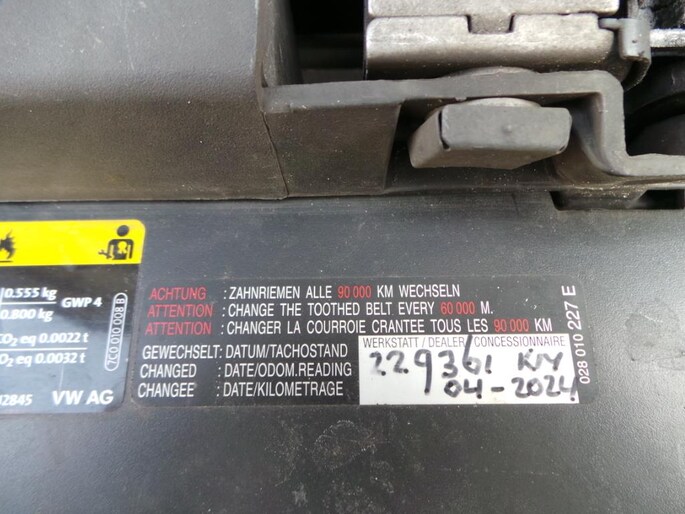 0.555 kg
0.800 kg
GWP 4
eq 0.0022 t
eq 0.0032 t
2845 VW AG
7C0 010 008 B
ACHTUNG : ZAHNRIEMEN ALLE 90 000 KM WECHSELN
ATTENTION : CHANGE THE TOOTHED BELT EVERY 60 000 M.
ATTENTION : CHANGER LA COURROIE CRANTEE TOUS LES 90 000 KM
GEWECHSELT: DATUM/TACHOSTAND
CHANGED : DATE/ODOM.READING
CHANGEE : DATE/KILOMETRAGE
WERKSTATT / DEALER / CONCESSIONNAIRE
229361 KM
04-2024
028 010 227 E